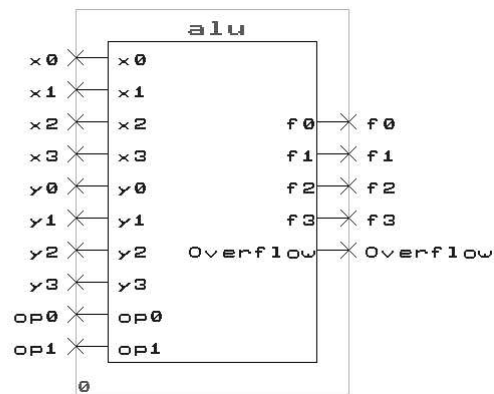 alu
x0 x0
x1 x1
x2 x2 f0 f0
x3 x3 f1 f1
y0 y0 f2 f2
y1 y1 f3 f3
y2 y2 Overflow Overflow
y3 y3
op0 op0
op1 op1
0